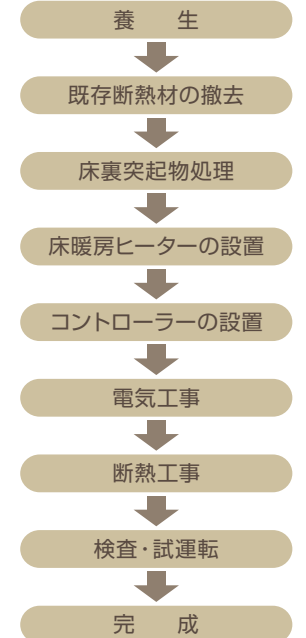 養　生
既存断熱材の撤去
床裏突起物処理
床暖房ヒーターの設置
コントローラーの設置
電気工事
断熱工事
検査・試運転
完　成